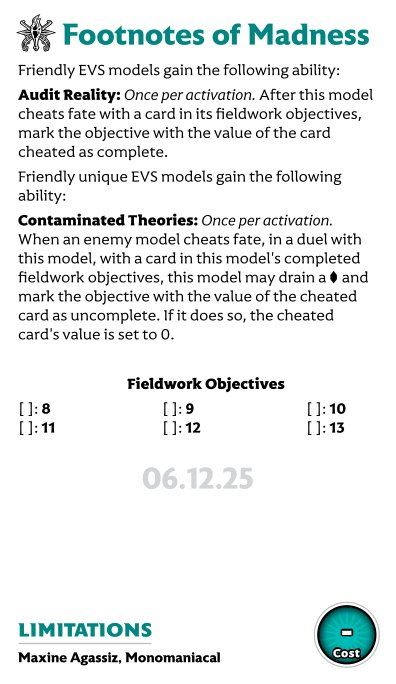 Footnotes of Madness
Friendly EVS models gain the following ability:
Audit Reality: Once per activation. After this model
cheats fate with a card in its fieldwork objectives,
mark the objective with the value of the card
cheated as complete.
Friendly unique EVS models gain the following
ability:
Contaminated Theories: Once per activation.
When an enemy model cheats fate, in a duel with
this model, with a card in this model's completed
fieldwork objectives, this model may drain a and
mark the objective with the value of the cheated
card as uncomplete. If it does so, the cheated
card's value is set to 0.
Fieldwork Objectives
[ ]: 8 [ ]: 9 [ ]: 10
[ ]: 11 [ ]: 12 [ ]: 13
06.12.25
LIMITATIONS
Maxine Agassiz, Monomaniacal
-
Cost